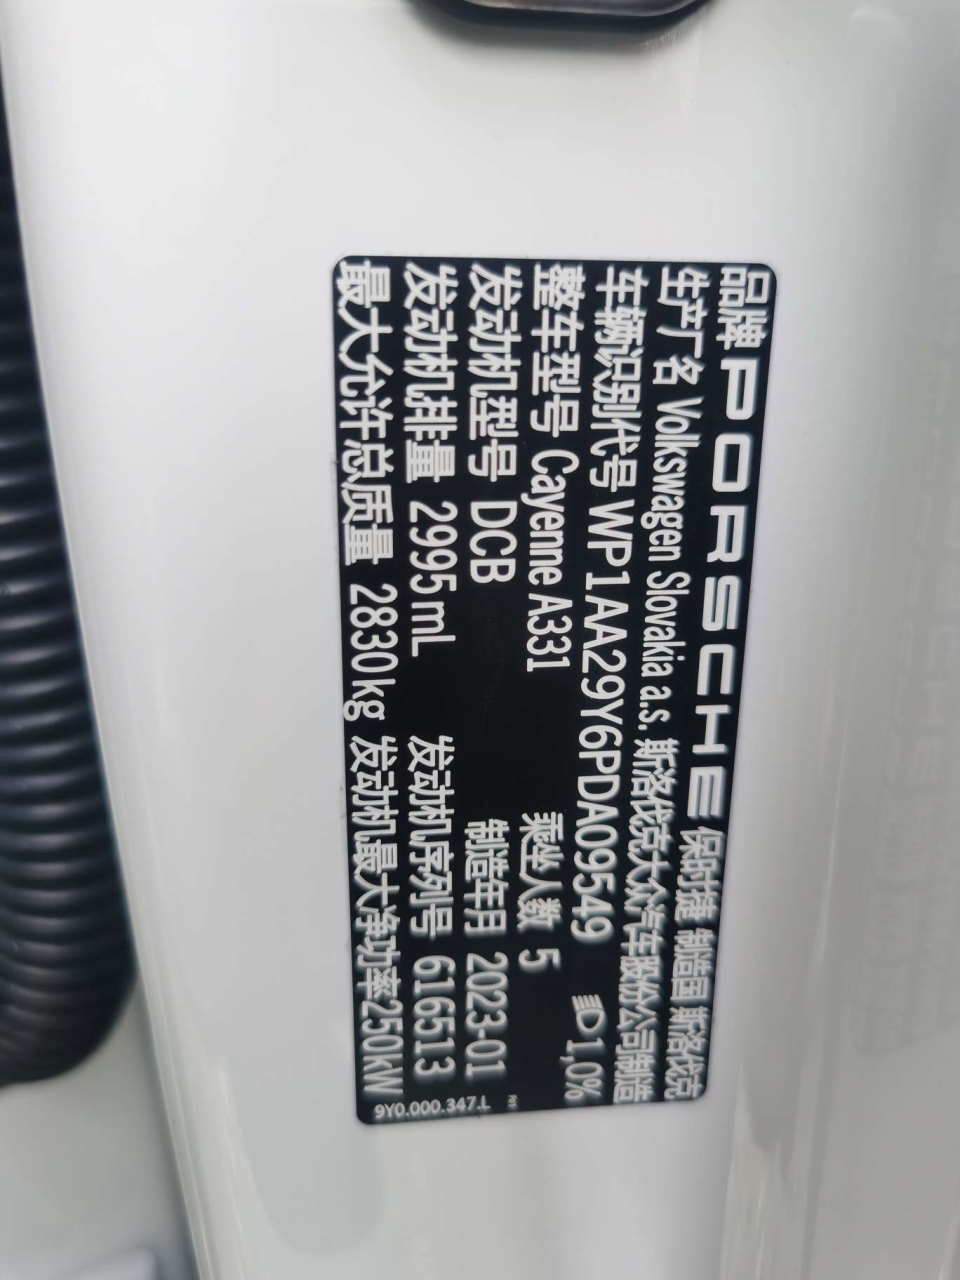 品牌 PORSCHE 保时捷 制造国 斯洛伐克
生产厂名 Volkswagen Slovakia a.s. 斯洛伐克大众汽车股份公司制造
车辆识别代号 WP1AA29Y6PDA09549 1,0%
整车型号 Cayenne A331 乘坐人数 5
发动机型号 DCB 制造年月 2023-01
发动机排量 2995mL 发动机序列号 616513
最大允许总质量 2830kg 发动机最大净功率250kW
9Y0.000.347.L